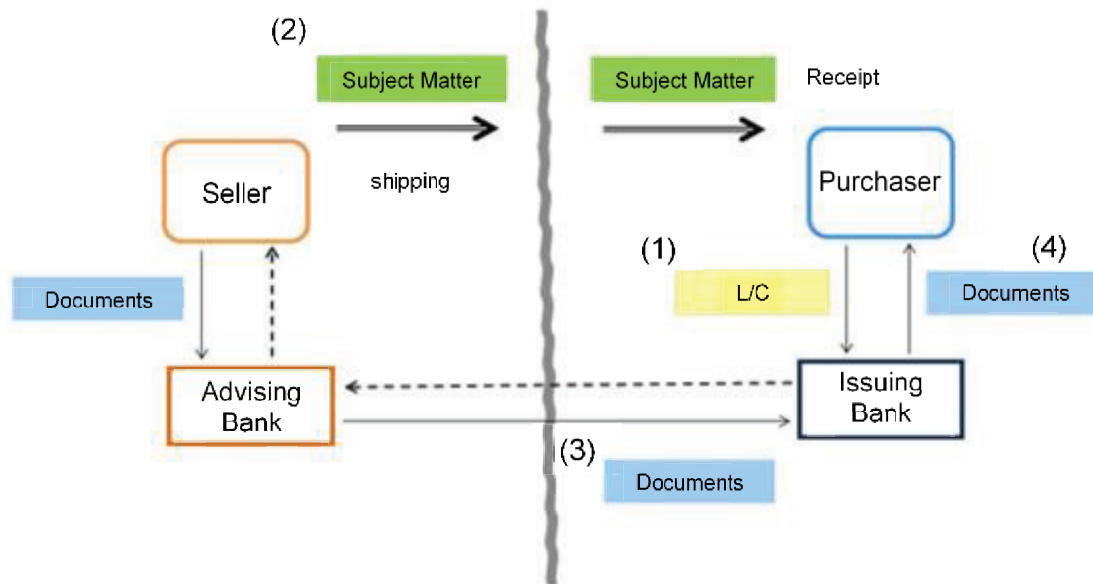 (2)
Subject Matter
Subject Matter
Receipt
Seller
shipping
Purchaser
(1)
(4)
Documents
L/C
Documents
Advising
Bank
Issuing
Bank
(3)
Documents